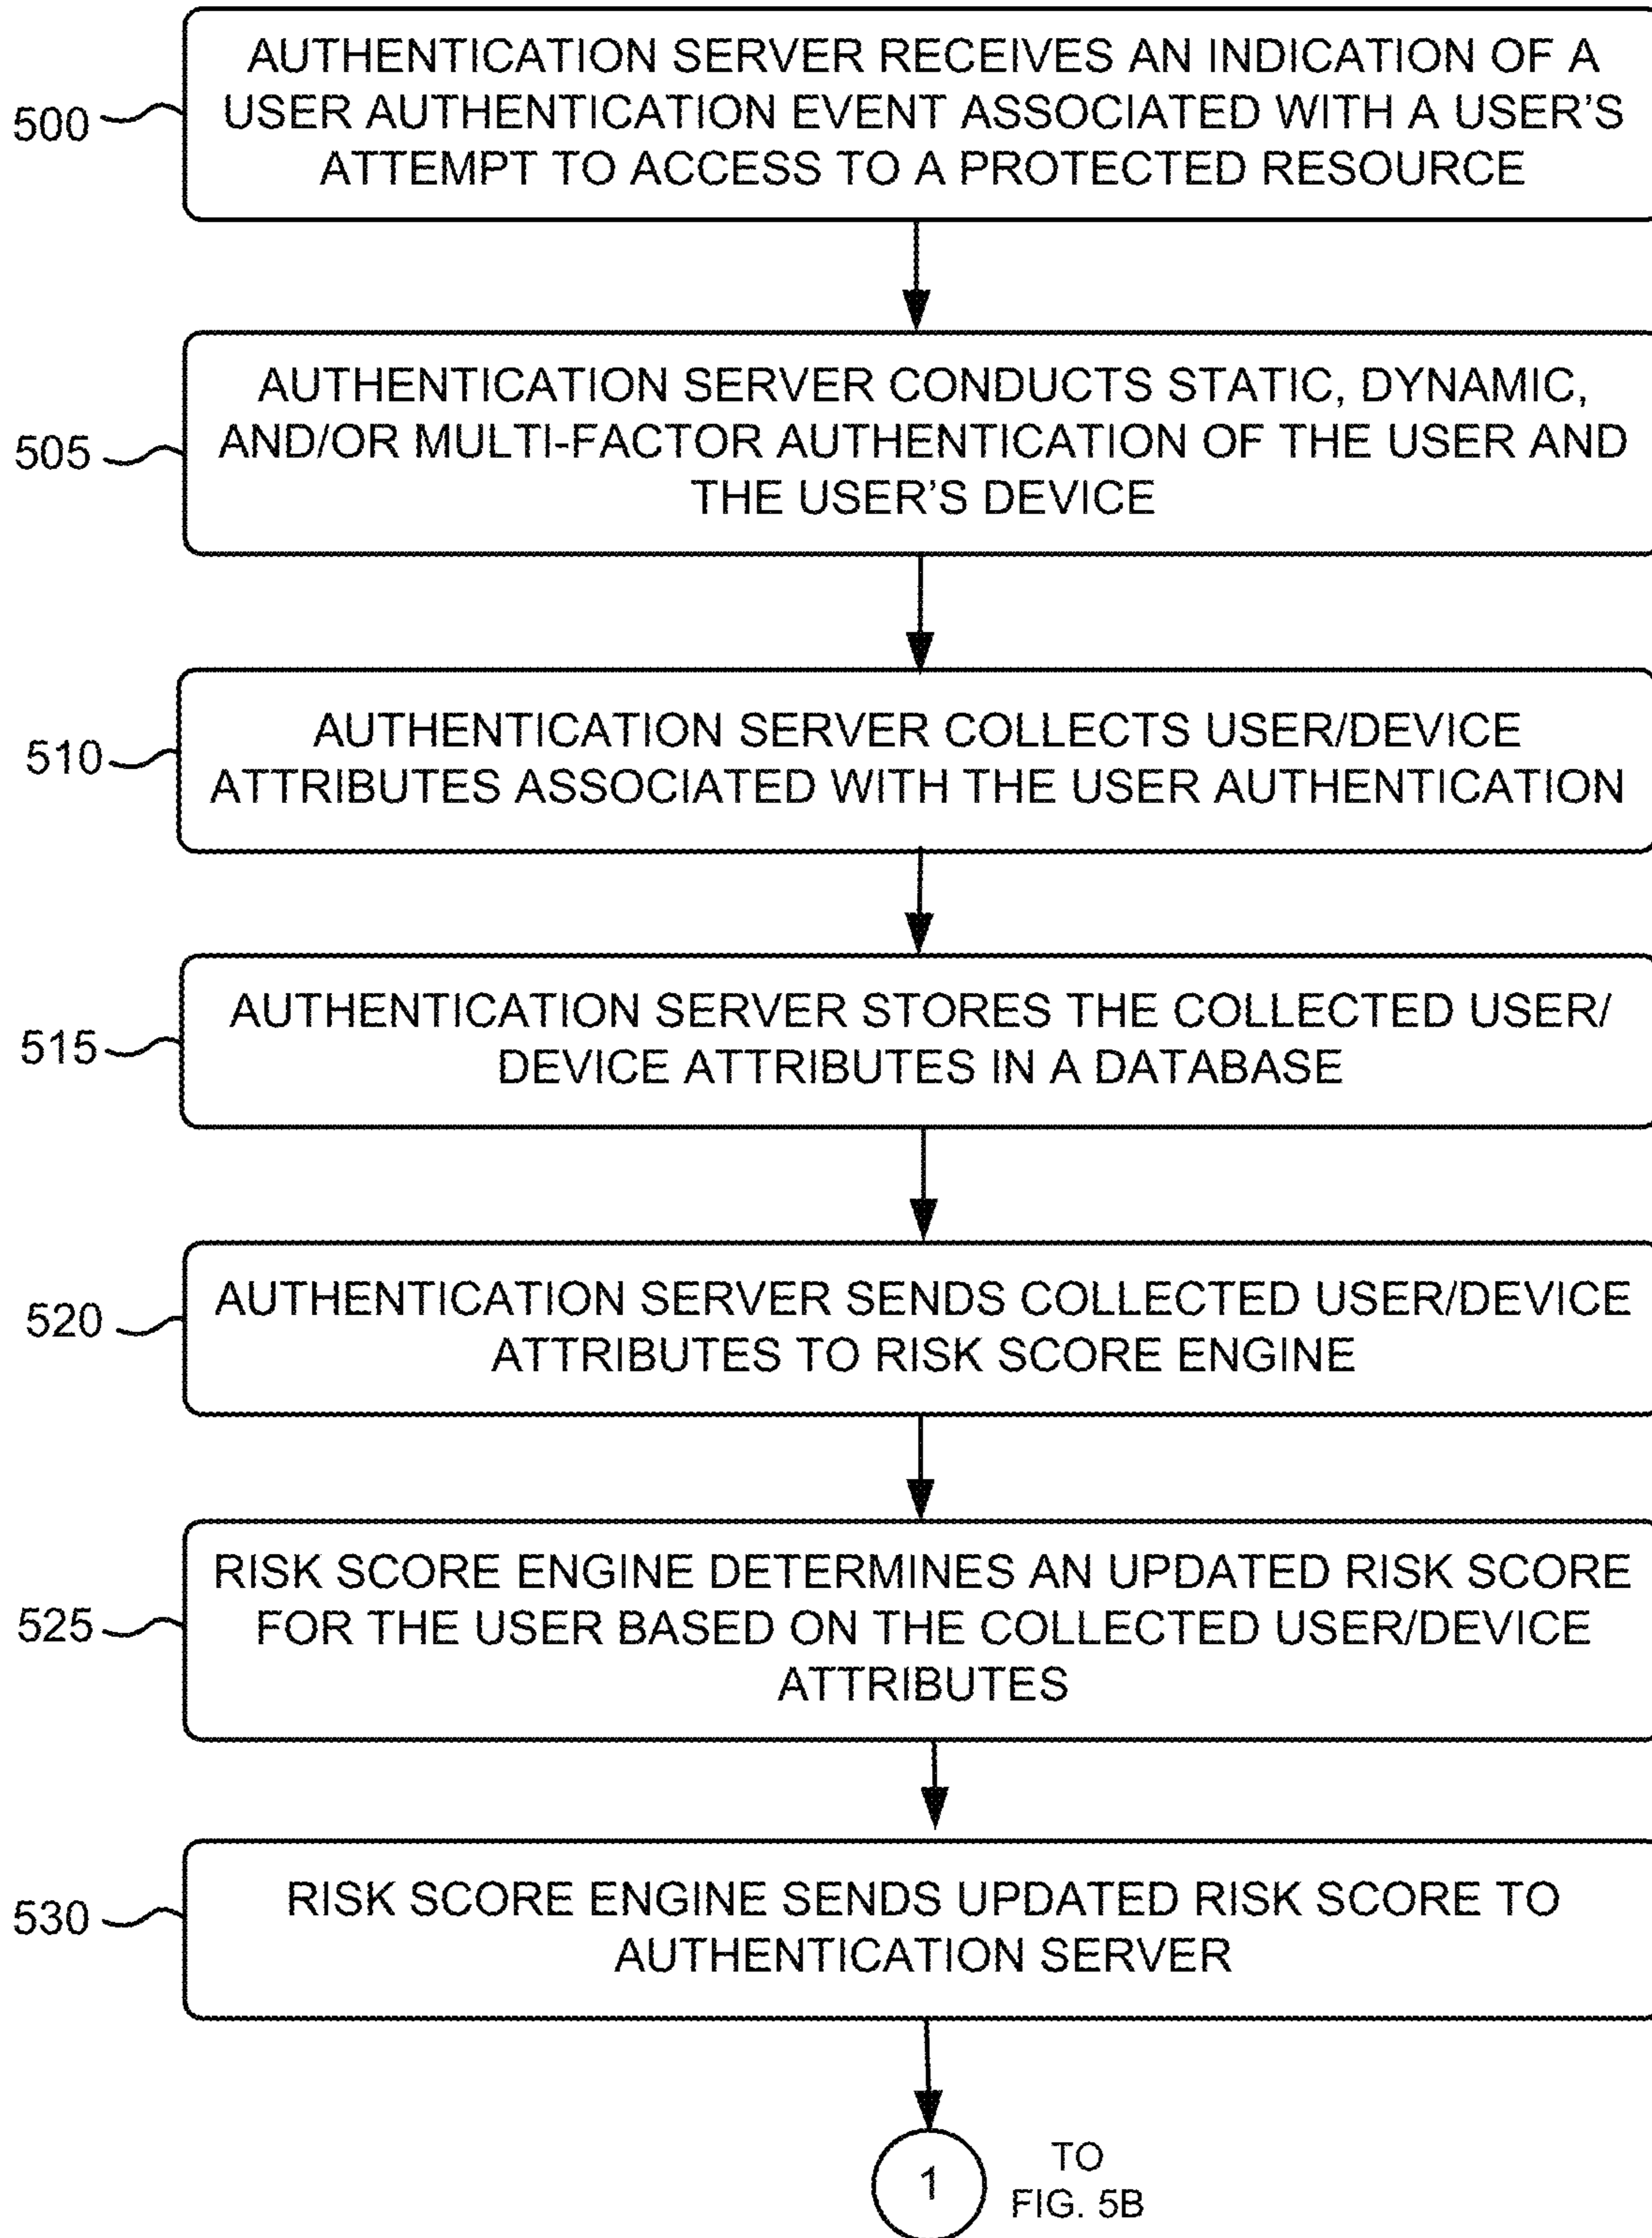 500
AUTHENTICATION SERVER RECEIVES AN INDICATION OF A
USER AUTHENTICATION EVENT ASSOCIATED WITH A USER'S
ATTEMPT TO ACCESS TO A PROTECTED RESOURCE
505
AUTHENTICATION SERVER CONDUCTS STATIC, DYNAMIC,
AND/OR MULTI-FACTOR AUTHENTICATION OF THE USER AND
THE USER'S DEVICE
510
AUTHENTICATION SERVER COLLECTS USER/DEVICE
ATTRIBUTES ASSOCIATED WITH THE USER AUTHENTICATION
515
AUTHENTICATION SERVER STORES THE COLLECTED USER/
DEVICE ATTRIBUTES IN A DATABASE
520
AUTHENTICATION SERVER SENDS COLLECTED USER/DEVICE
ATTRIBUTES TO RISK SCORE ENGINE
525
RISK SCORE ENGINE DETERMINES AN UPDATED RISK SCORE
FOR THE USER BASED ON THE COLLECTED USER/DEVICE
ATTRIBUTES
530
RISK SCORE ENGINE SENDS UPDATED RISK SCORE TO
AUTHENTICATION SERVER
1
TO
FIG. 5B